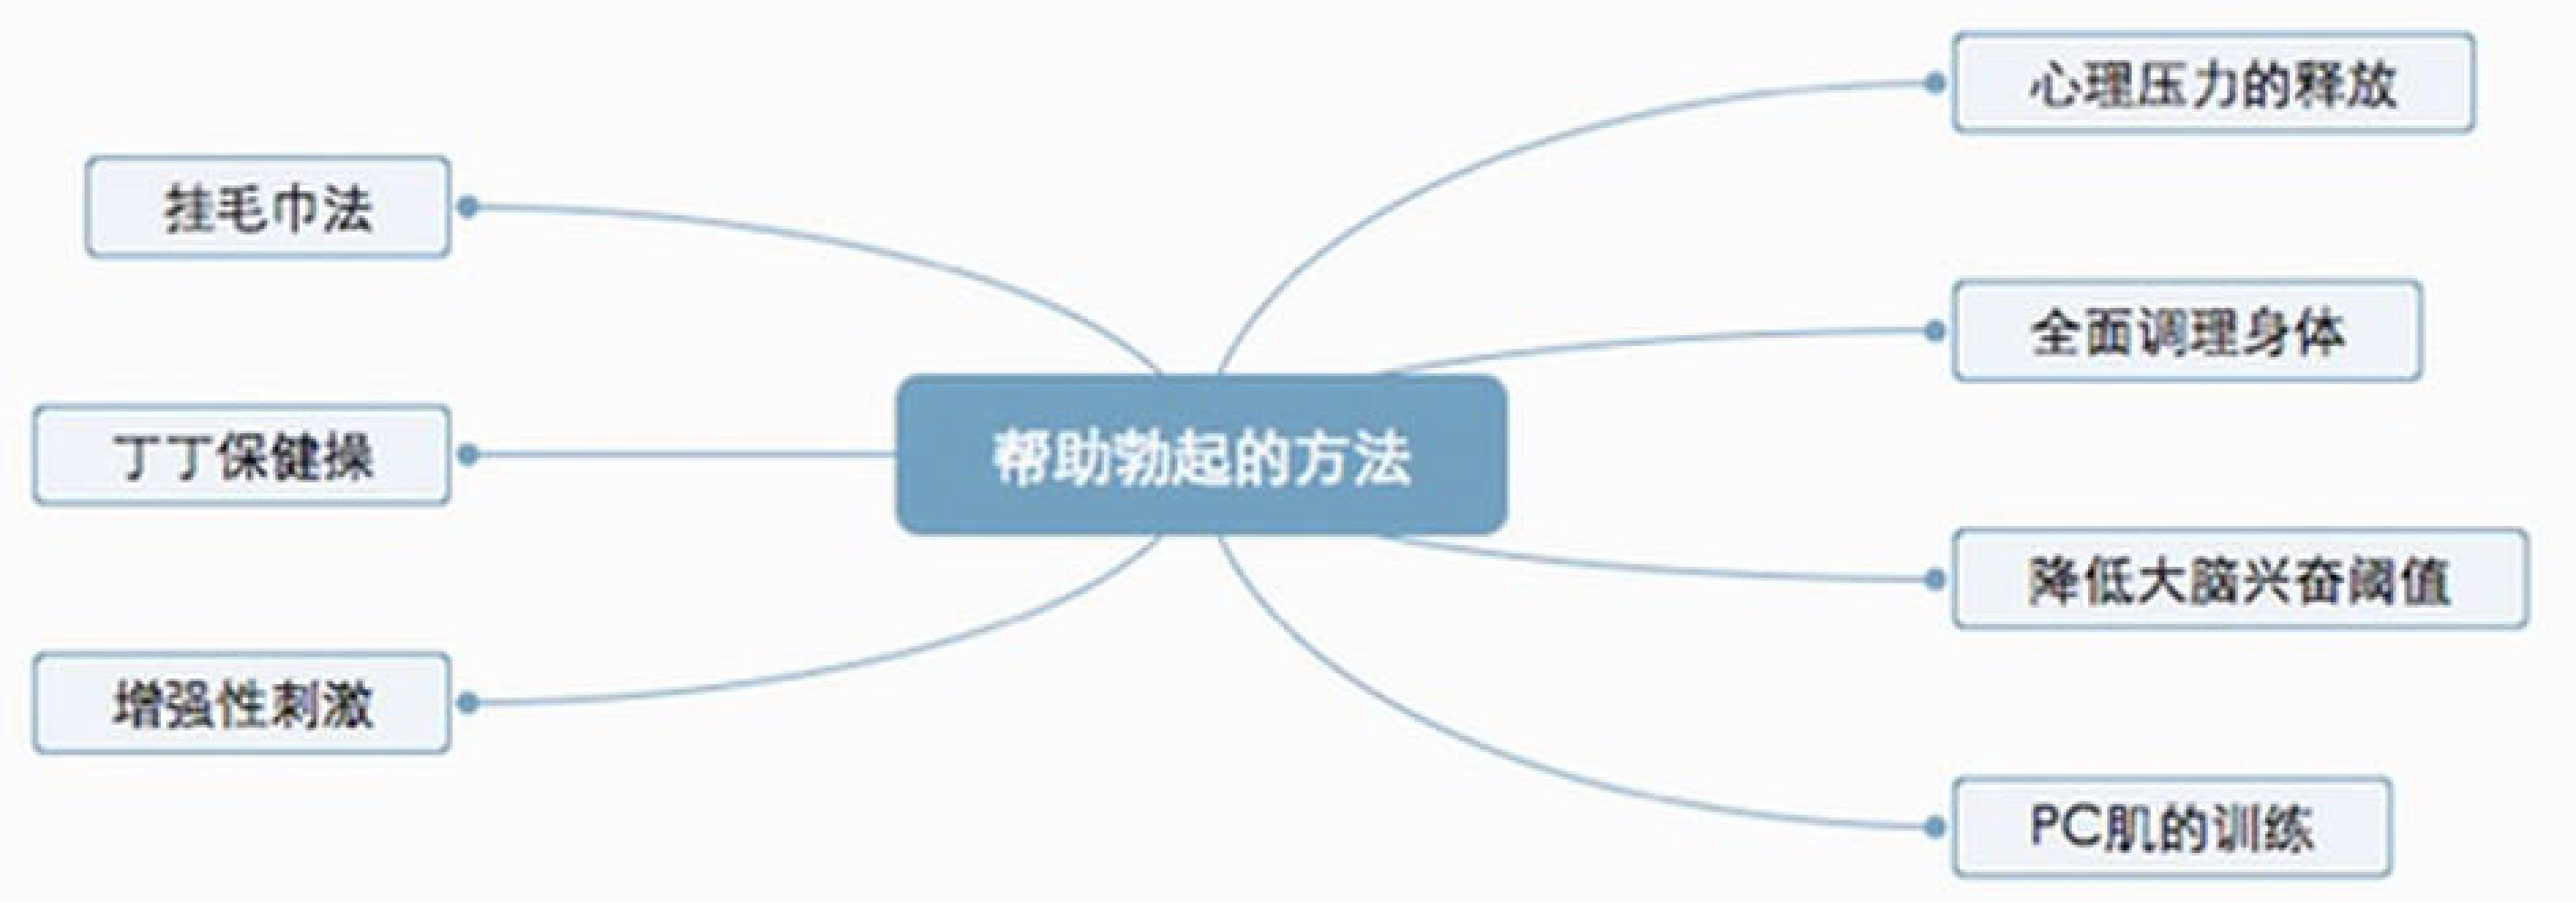 心理压力的释放
挂毛巾法
全面调理身体
丁丁保健操
帮助勃起的方法
降低大脑兴奋阈值
增强性刺激
PC肌的训练